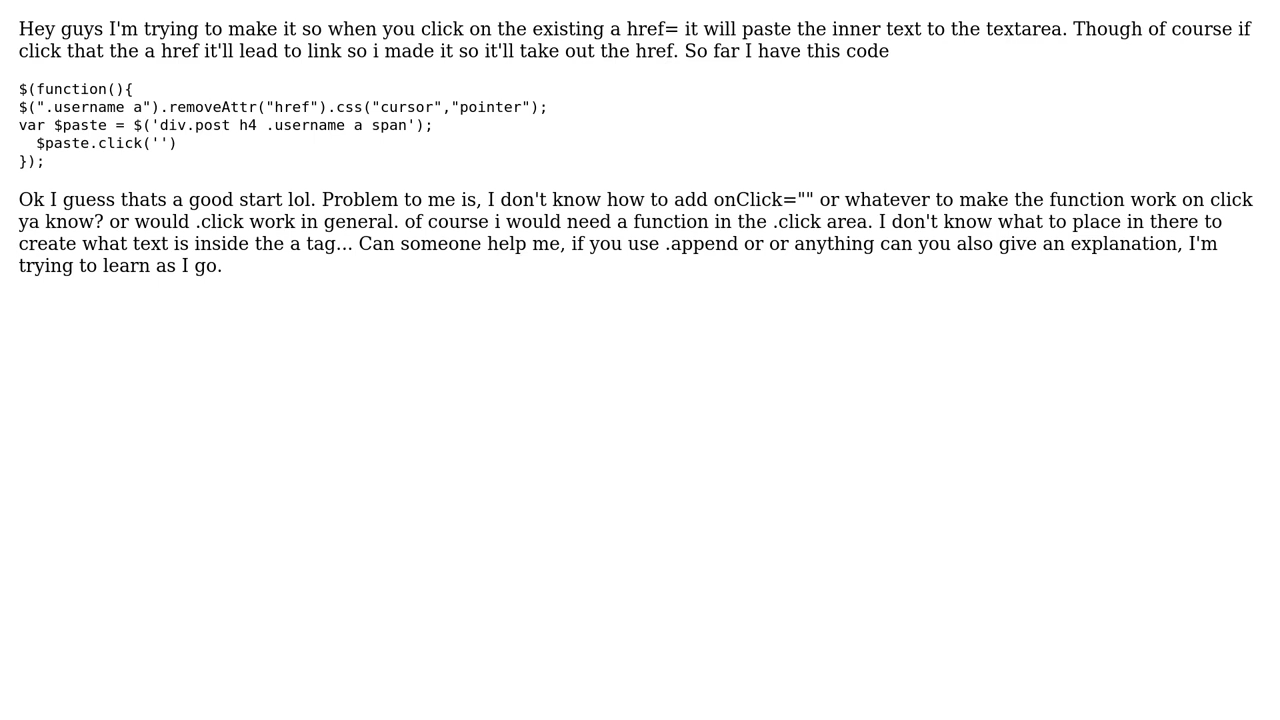 Hey guys I'm trying to make it so when you click on the existing a href= it will paste the inner text to the textarea. Though of course if
click that the a href it'll lead to link so i made it so it'll take out the href. So far I have this code
$(function(){
$(".username a").removeAttr("href").css("cursor","pointer");
var $paste = $('div.post h4 .username a span');
  $paste.click('')
});
Ok I guess thats a good start lol. Problem to me is, I don't know how to add onClick="" or whatever to make the function work on click
ya know? or would .click work in general. of course i would need a function in the .click area. I don't know what to place in there to
create what text is inside the a tag... Can someone help me, if you use .append or or anything can you also give an explanation, I'm
trying to learn as I go.